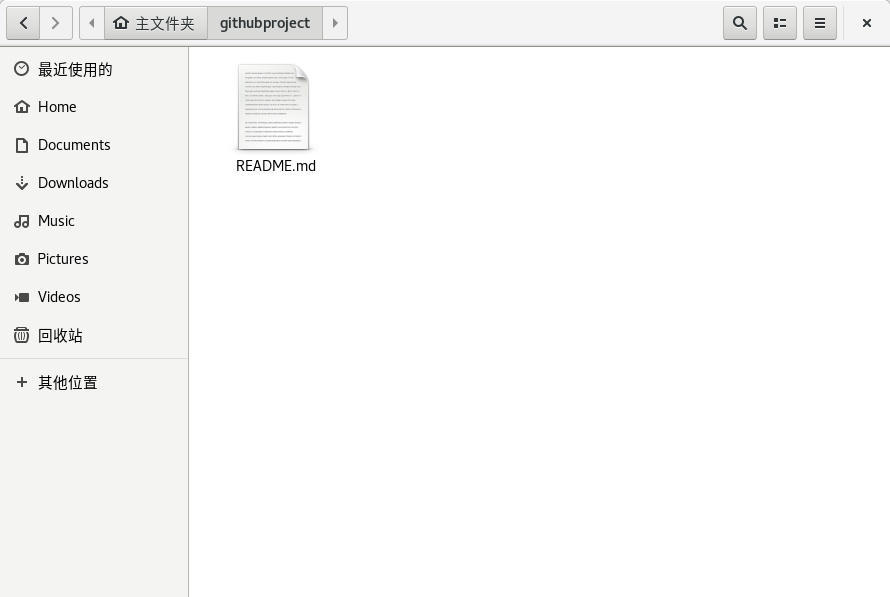 主文件夹
githubproject
最近使用的
Home
Documents
Downloads
Music
Pictures
Videos
回收站
其他位置
README.md